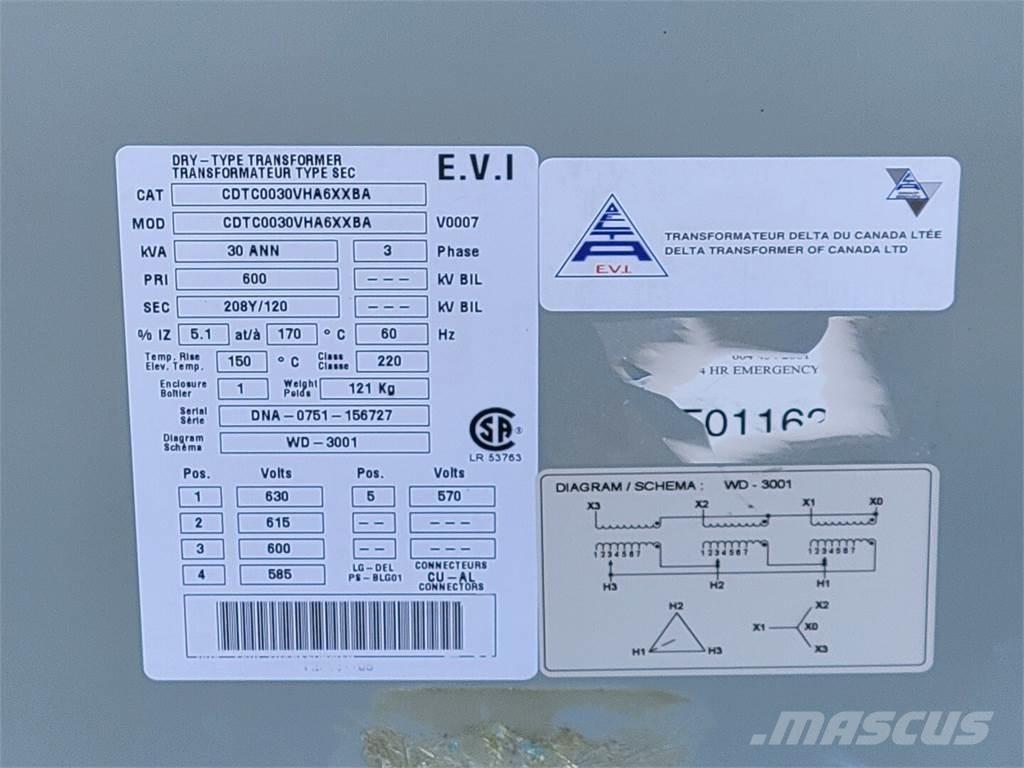 DRY-TYPE TRANSFORMER
TRANSFORMATEUR TYPE SEC
E.V.I
CAT CDTC0030VHA6XXBA
MOD CDTC0030VHA6XXBA V0007
kVA 30 ANN 3 Phase
PRI 600 --- kV BIL
SEC 208Y/120 --- kV BIL
% IZ 5.1 at/à 170 °C 60 Hz
Temp. Rise
Elev. Temp. 150 °C Class
Classe 220
Enclosure
Boitier 1 Weight
Poids 121 Kg
Serial
Série DNA-0751-156727
Diagram
Schéma WD-3001
CSA ®
LR 53763
Pos. Volts Pos. Volts
1 630 5 570
2 615 -- ---
3 600 -- ---
4 585 LG-DEL
PS-BLG01 CONNECTEURS
CU-AL
CONNECTORS
DELTA
E.V.I.
TRANSFORMATEUR DELTA DU CANADA LTÉE
DELTA TRANSFORMER OF CANADA LTD
4 HR EMERGENCY
DIAGRAM / SCHEMA : WD-3001
X3 X2 X1 X0
1234567 1234567 1234567
H3 H2 H1
H2
H1 H3
X2
X1 X0
X3
.MASCUS